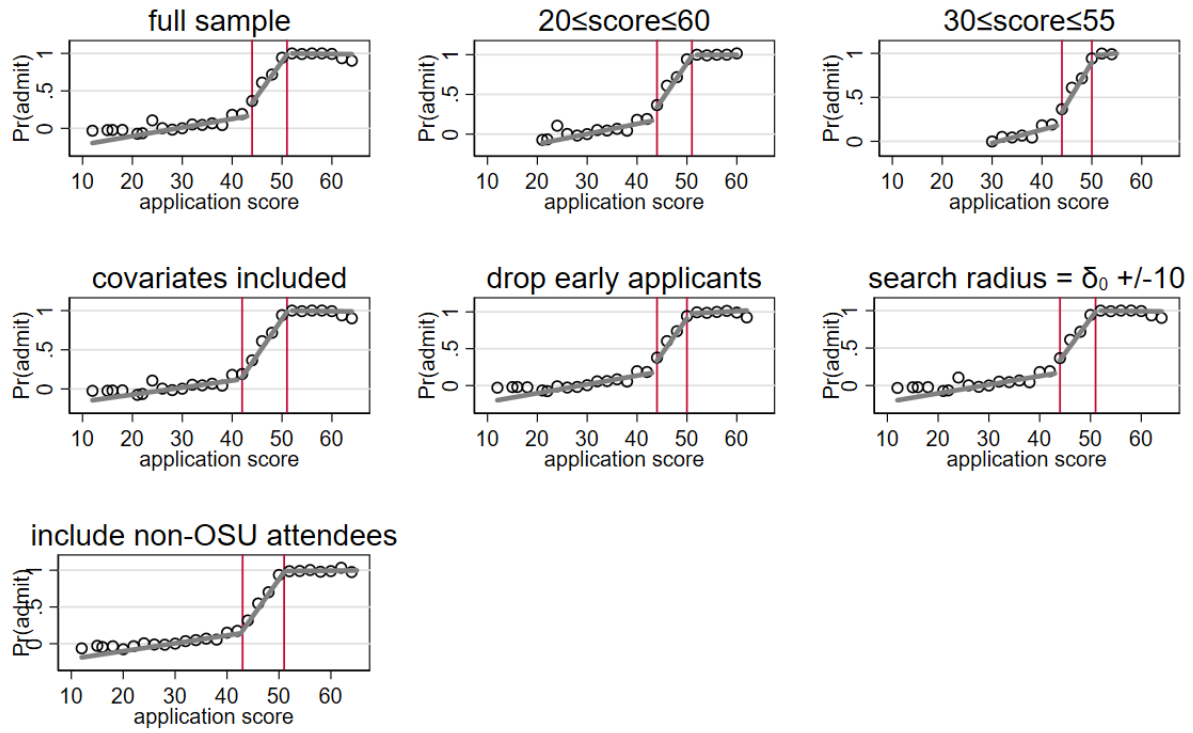 full sample
20≤score≤60
30≤score≤55
Pr(admit)
0 .5 1
10 20 30 40 50 60
application score
Pr(admit)
0 .5 1
10 20 30 40 50 60
application score
Pr(admit)
0 .5 1
10 20 30 40 50 60
application score
covariates included
drop early applicants
search radius = δ₀ +/-10
Pr(admit)
0 .5 1
10 20 30 40 50 60
application score
Pr(admit)
0 .5 1
10 20 30 40 50 60
application score
Pr(admit)
0 .5 1
10 20 30 40 50 60
application score
include non-OSU attendees
Pr(admit)
0 .5 1
10 20 30 40 50 60
application score